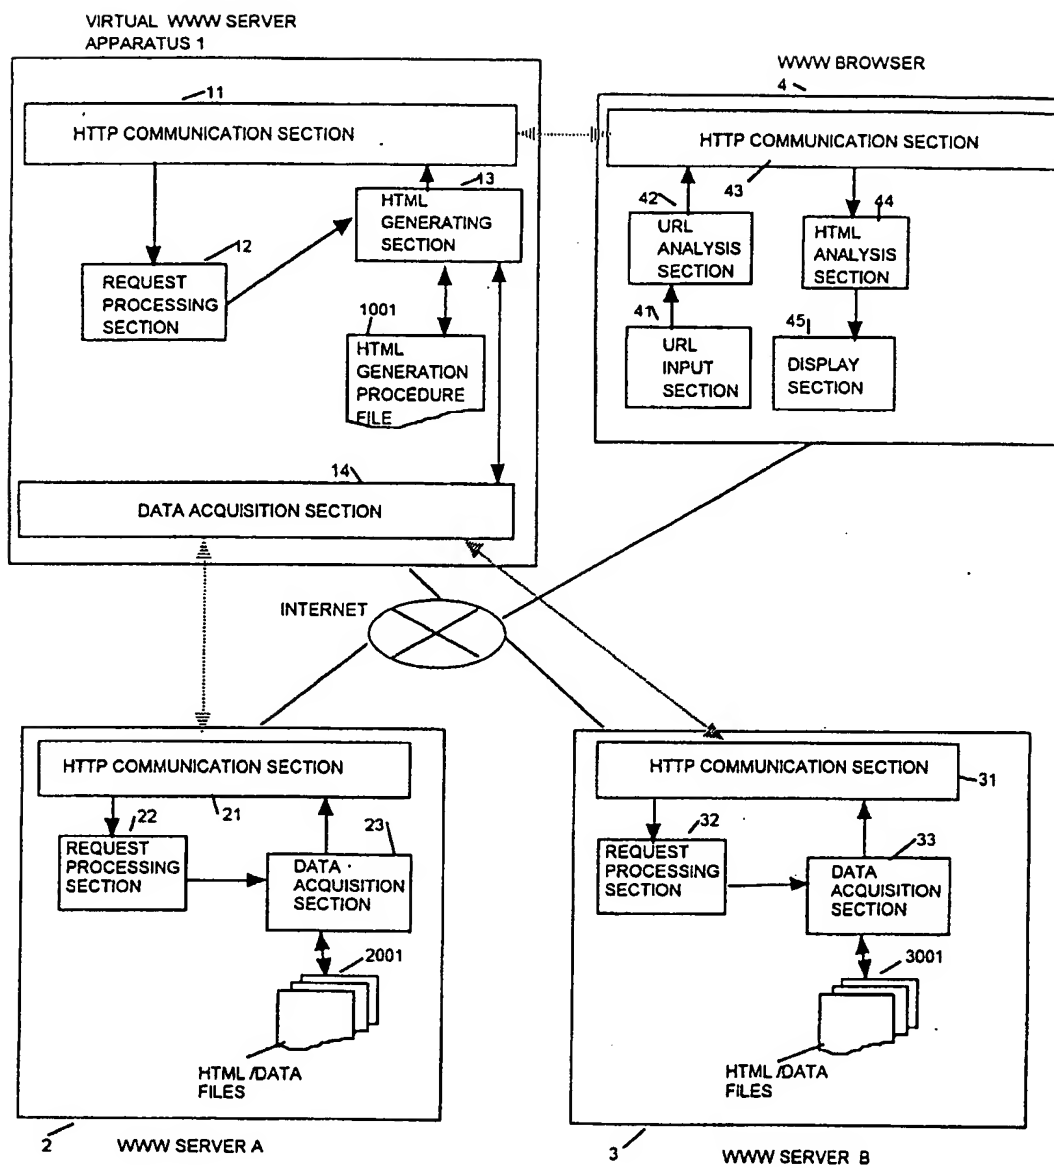 VIRTUAL WWW SERVER
APPARATUS 1
11
HTTP COMMUNICATION SECTION
13
HTML
GENERATING
SECTION
12
REQUEST
PROCESSING
SECTION
1001
HTML
GENERATION
PROCEDURE
FILE
14
DATA ACQUISITION SECTION
WWW BROWSER
4
HTTP COMMUNICATION SECTION
43
42
URL
ANALYSIS
SECTION
44
HTML
ANALYSIS
SECTION
41
URL
INPUT
SECTION
45
DISPLAY
SECTION
INTERNET
HTTP COMMUNICATION SECTION
21
22
REQUEST
PROCESSING
SECTION
23
DATA
ACQUISITION
SECTION
2001
HTML /DATA
FILES
2
WWW SERVER A
HTTP COMMUNICATION SECTION
31
32
REQUEST
PROCESSING
SECTION
33
DATA
ACQUISITION
SECTION
3001
HTML /DATA
FILES
3
WWW SERVER B